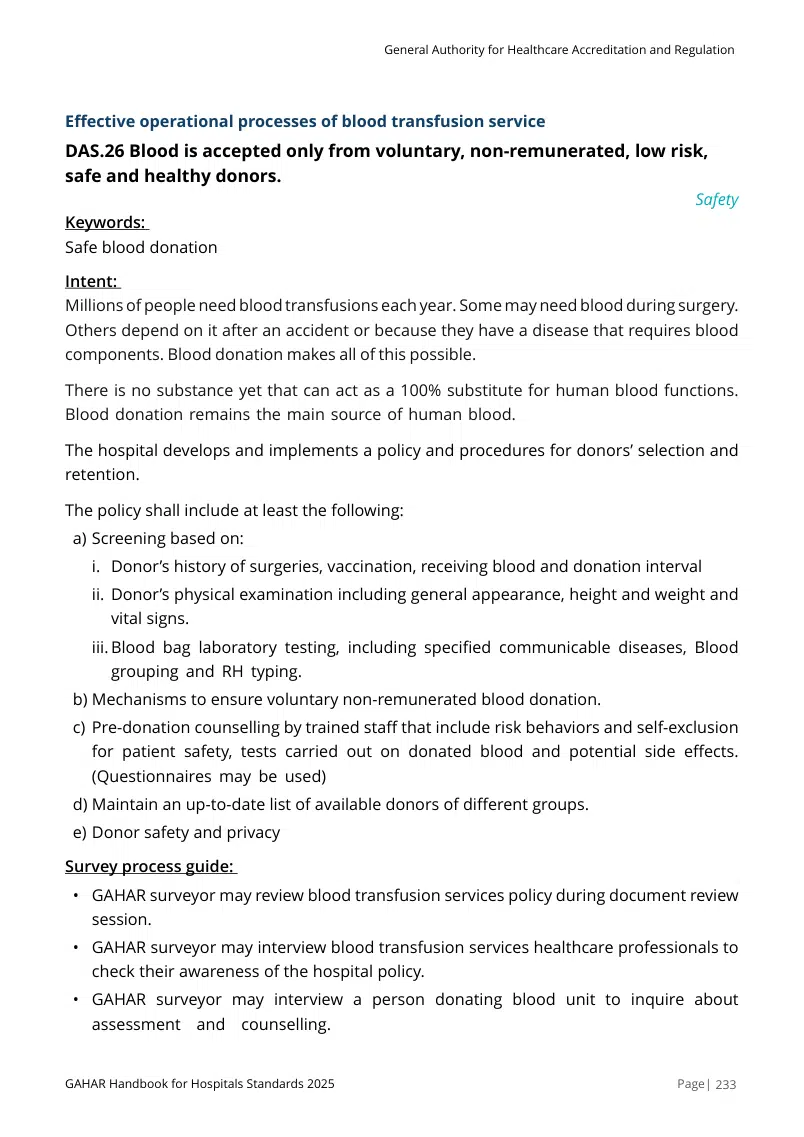 General Authority for Healthcare Accreditation and Regulation
Effective operational processes of blood transfusion service
DAS.26 Blood is accepted only from voluntary, non-remunerated, low risk,
safe and healthy donors.
Safety
Keywords:
Safe blood donation
Intent:
Millions of people need blood transfusions each year. Some may need blood during surgery.
Others depend on it after an accident or because they have a disease that requires blood
components. Blood donation makes all of this possible.
There is no substance yet that can act as a 100% substitute for human blood functions.
Blood donation remains the main source of human blood.
The hospital develops and implements a policy and procedures for donors’ selection and
retention.
The policy shall include at least the following:
a) Screening based on:
i. Donor’s history of surgeries, vaccination, receiving blood and donation interval
ii. Donor’s physical examination including general appearance, height and weight and
vital signs.
iii. Blood bag laboratory testing, including specified communicable diseases, Blood
grouping and RH typing.
b) Mechanisms to ensure voluntary non-remunerated blood donation.
c) Pre-donation counselling by trained staff that include risk behaviors and self-exclusion
for patient safety, tests carried out on donated blood and potential side effects.
(Questionnaires may be used)
d) Maintain an up-to-date list of available donors of different groups.
e) Donor safety and privacy
Survey process guide:
• GAHAR surveyor may review blood transfusion services policy during document review
session.
• GAHAR surveyor may interview blood transfusion services healthcare professionals to
check their awareness of the hospital policy.
• GAHAR surveyor may interview a person donating blood unit to inquire about
assessment and counselling.
GAHAR Handbook for Hospitals Standards 2025 Page| 233